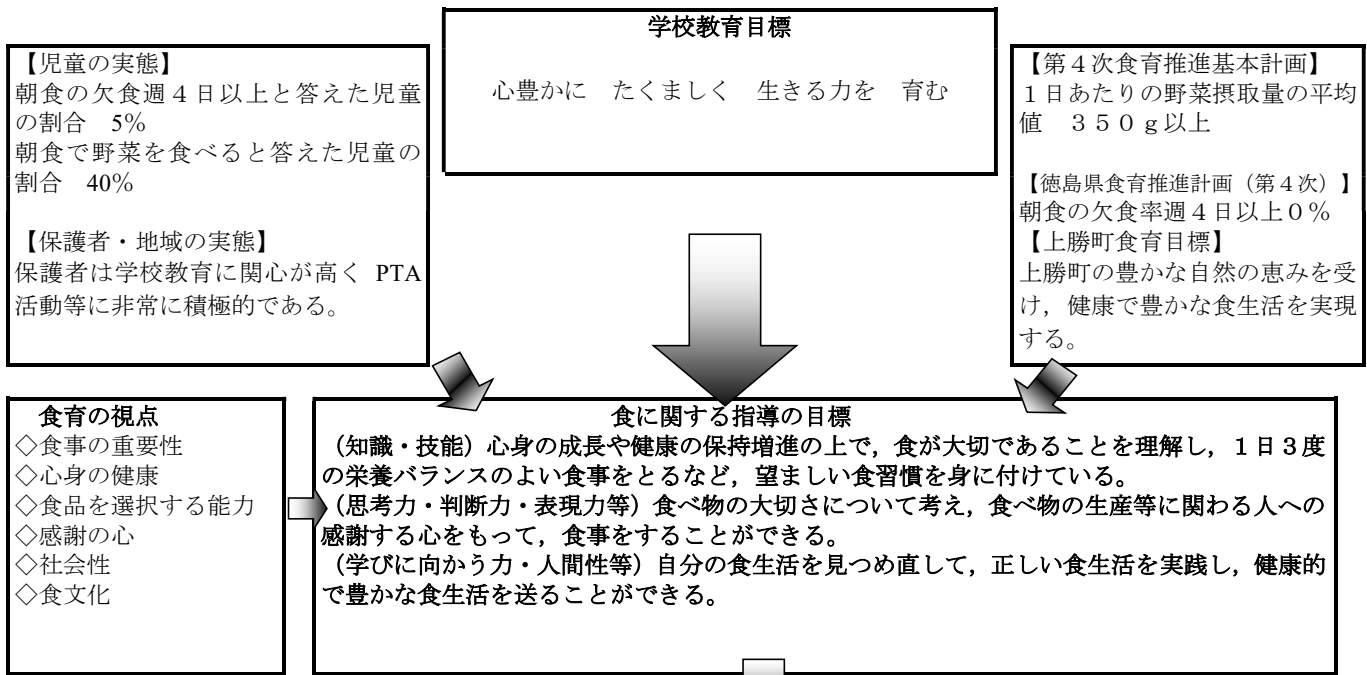 学校教育目標
心豊かに　たくましく　生きる力を　育む
【児童の実態】
朝食の欠食週４日以上と答えた児童
の割合　5％
朝食で野菜を食べると答えた児童の
割合　40％
【保護者・地域の実態】
保護者は学校教育に関心が高く PTA
活動等に非常に積極的である。
【第４次食育推進基本計画】
１日あたりの野菜摂取量の平均
値　３５０ｇ以上
【徳島県食育推進計画（第４次）】
朝食の欠食率週４日以上０％
【上勝町食育目標】
上勝町の豊かな自然の恵みを受
け，健康で豊かな食生活を実現
する。
食育の視点
◇食事の重要性
◇心身の健康
◇食品を選択する能力
◇感謝の心
◇社会性
◇食文化
食に関する指導の目標
（知識・技能）心身の成長や健康の保持増進の上で，食が大切であることを理解し，１日３度
の栄養バランスのよい食事をとるなど，望ましい食習慣を身に付けている。
（思考力・判断力・表現力等）食べ物の大切さについて考え，食べ物の生産等に関わる人への
感謝する心をもって，食事をすることができる。
（学びに向かう力・人間性等）自分の食生活を見つめ直して，正しい食生活を実践し，健康的
で豊かな食生活を送ることができる。